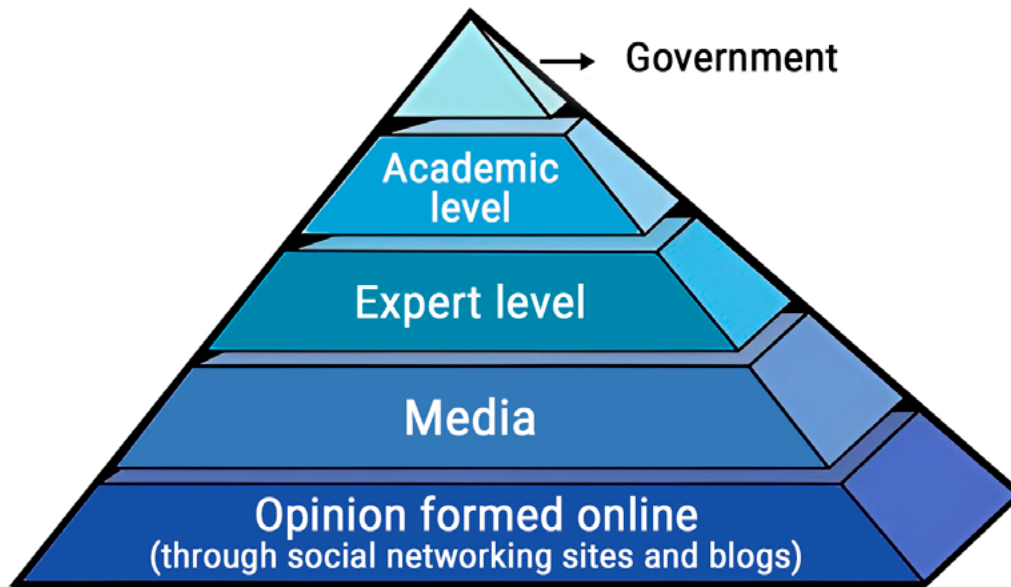 Government
Academic
level
Expert level
Media
Opinion formed online
(through social networking sites and blogs)